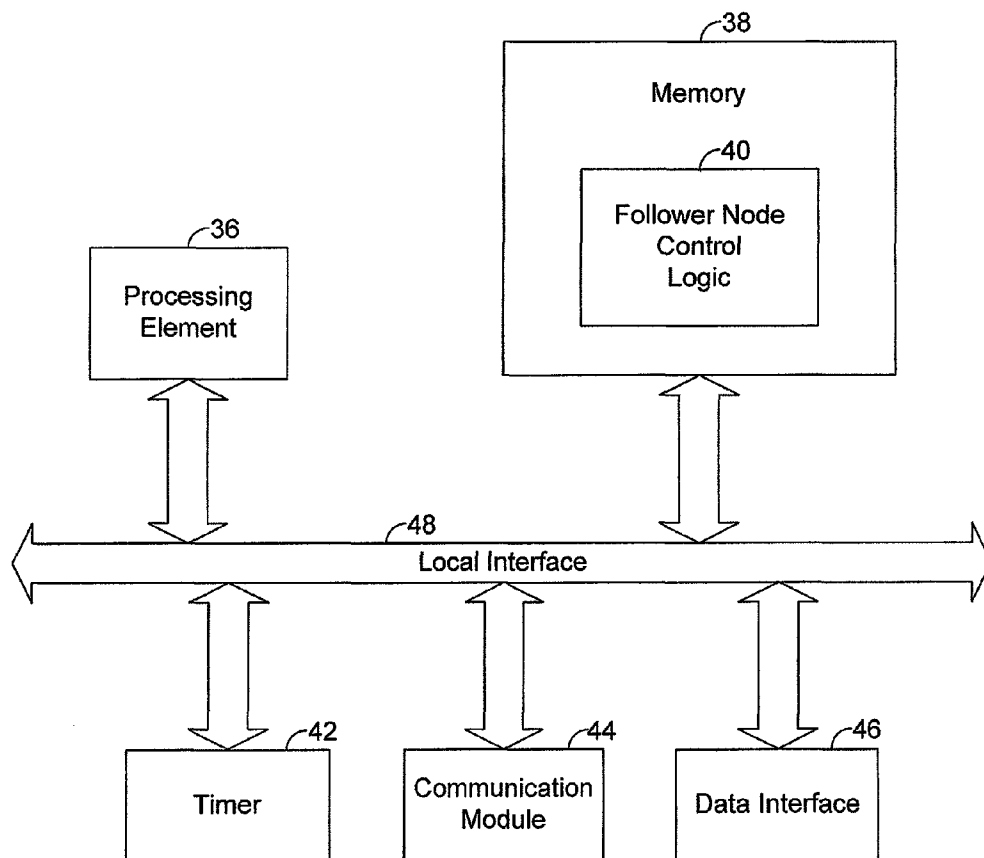 38
Memory
40
Follower Node
Control
Logic
36
Processing
Element
48
Local Interface
42
Timer
44
Communication
Module
46
Data Interface